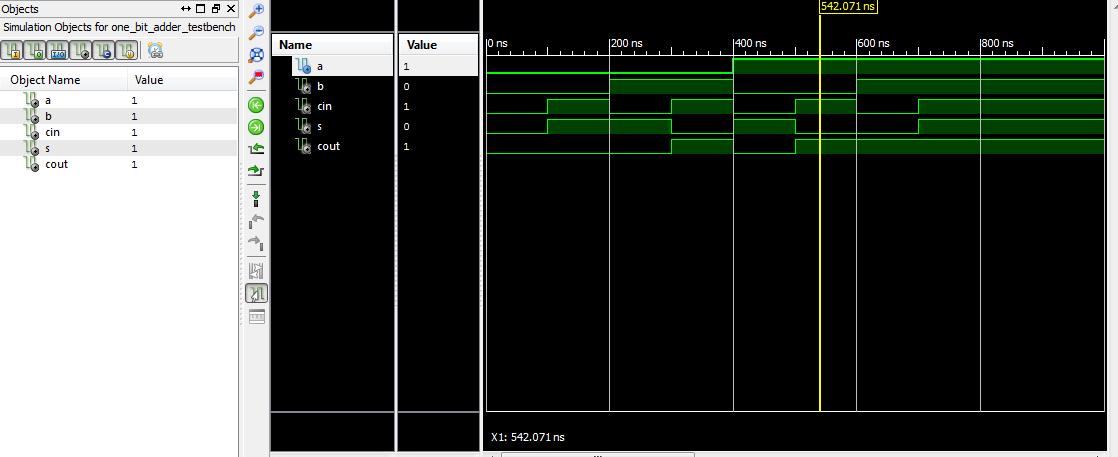 Objects
Simulation Objects for one_bit_adder_testbench
Object Name Value
a 1
b 1
cin 1
s 1
cout 1
542.071 ns
Name Value
0 ns 200 ns 400 ns 600 ns 800 ns
a 1
b 0
cin 1
s 0
cout 1
X1: 542.071 ns